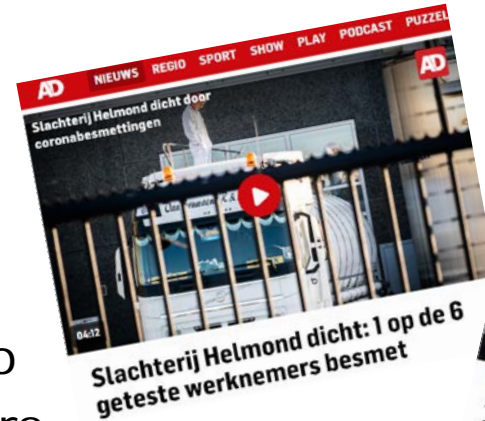 AD NIEUWS REGIO SPORT SHOW PLAY PODCAST PUZZEL
AD
Slachterij Helmond dicht door
coronabesmettingen
04:12
Slachterij Helmond dicht: 1 op de 6
geteste werknemers besmet